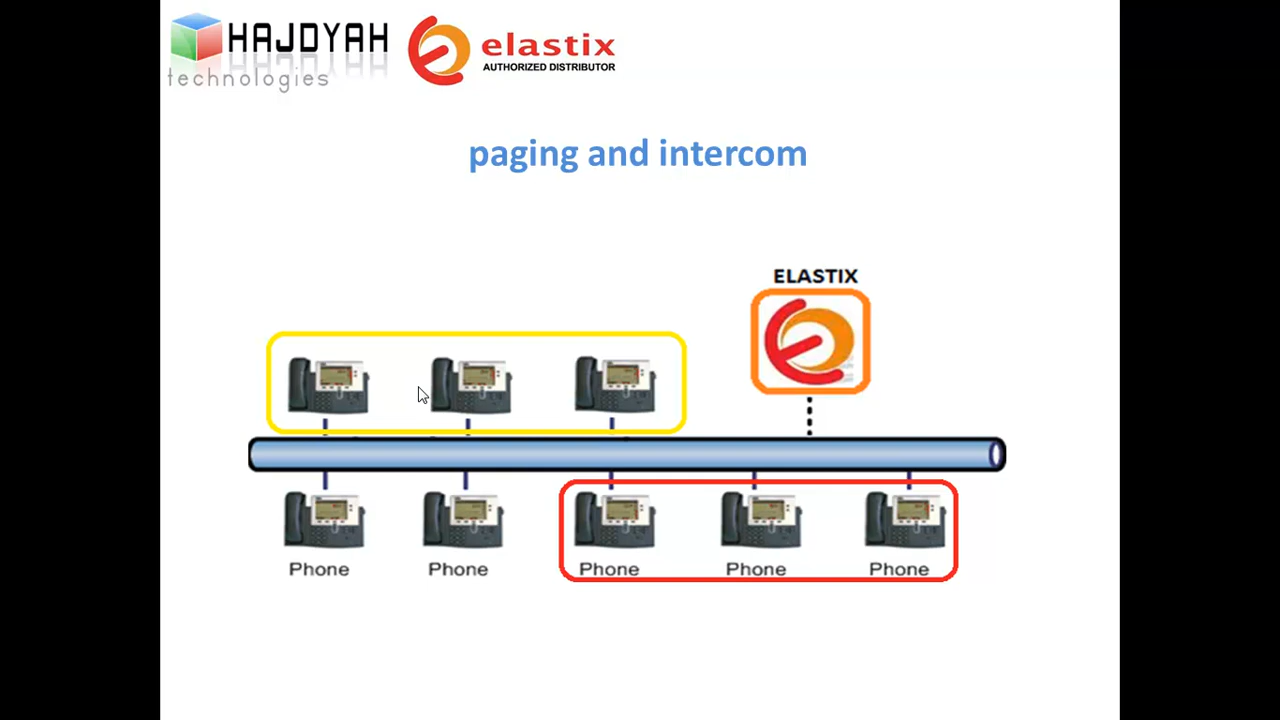 HAJDYAH
technologies
elastix
AUTHORIZED DISTRIBUTOR
paging and intercom
ELASTIX
Phone
Phone
Phone
Phone
Phone